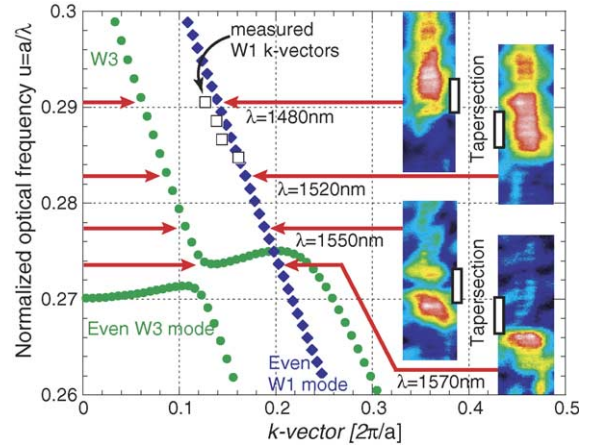 0.3
0.29
0.28
0.27
0.26
Normalized optical frequency u=a/λ
W3
measured
W1 k-vectors
λ=1480nm
λ=1520nm
λ=1550nm
λ=1570nm
Even W3 mode
Even
W1 mode
Tapersection
Tapersection
0
0.1
0.2
0.3
0.4
0.5
k-vector [2π/a]